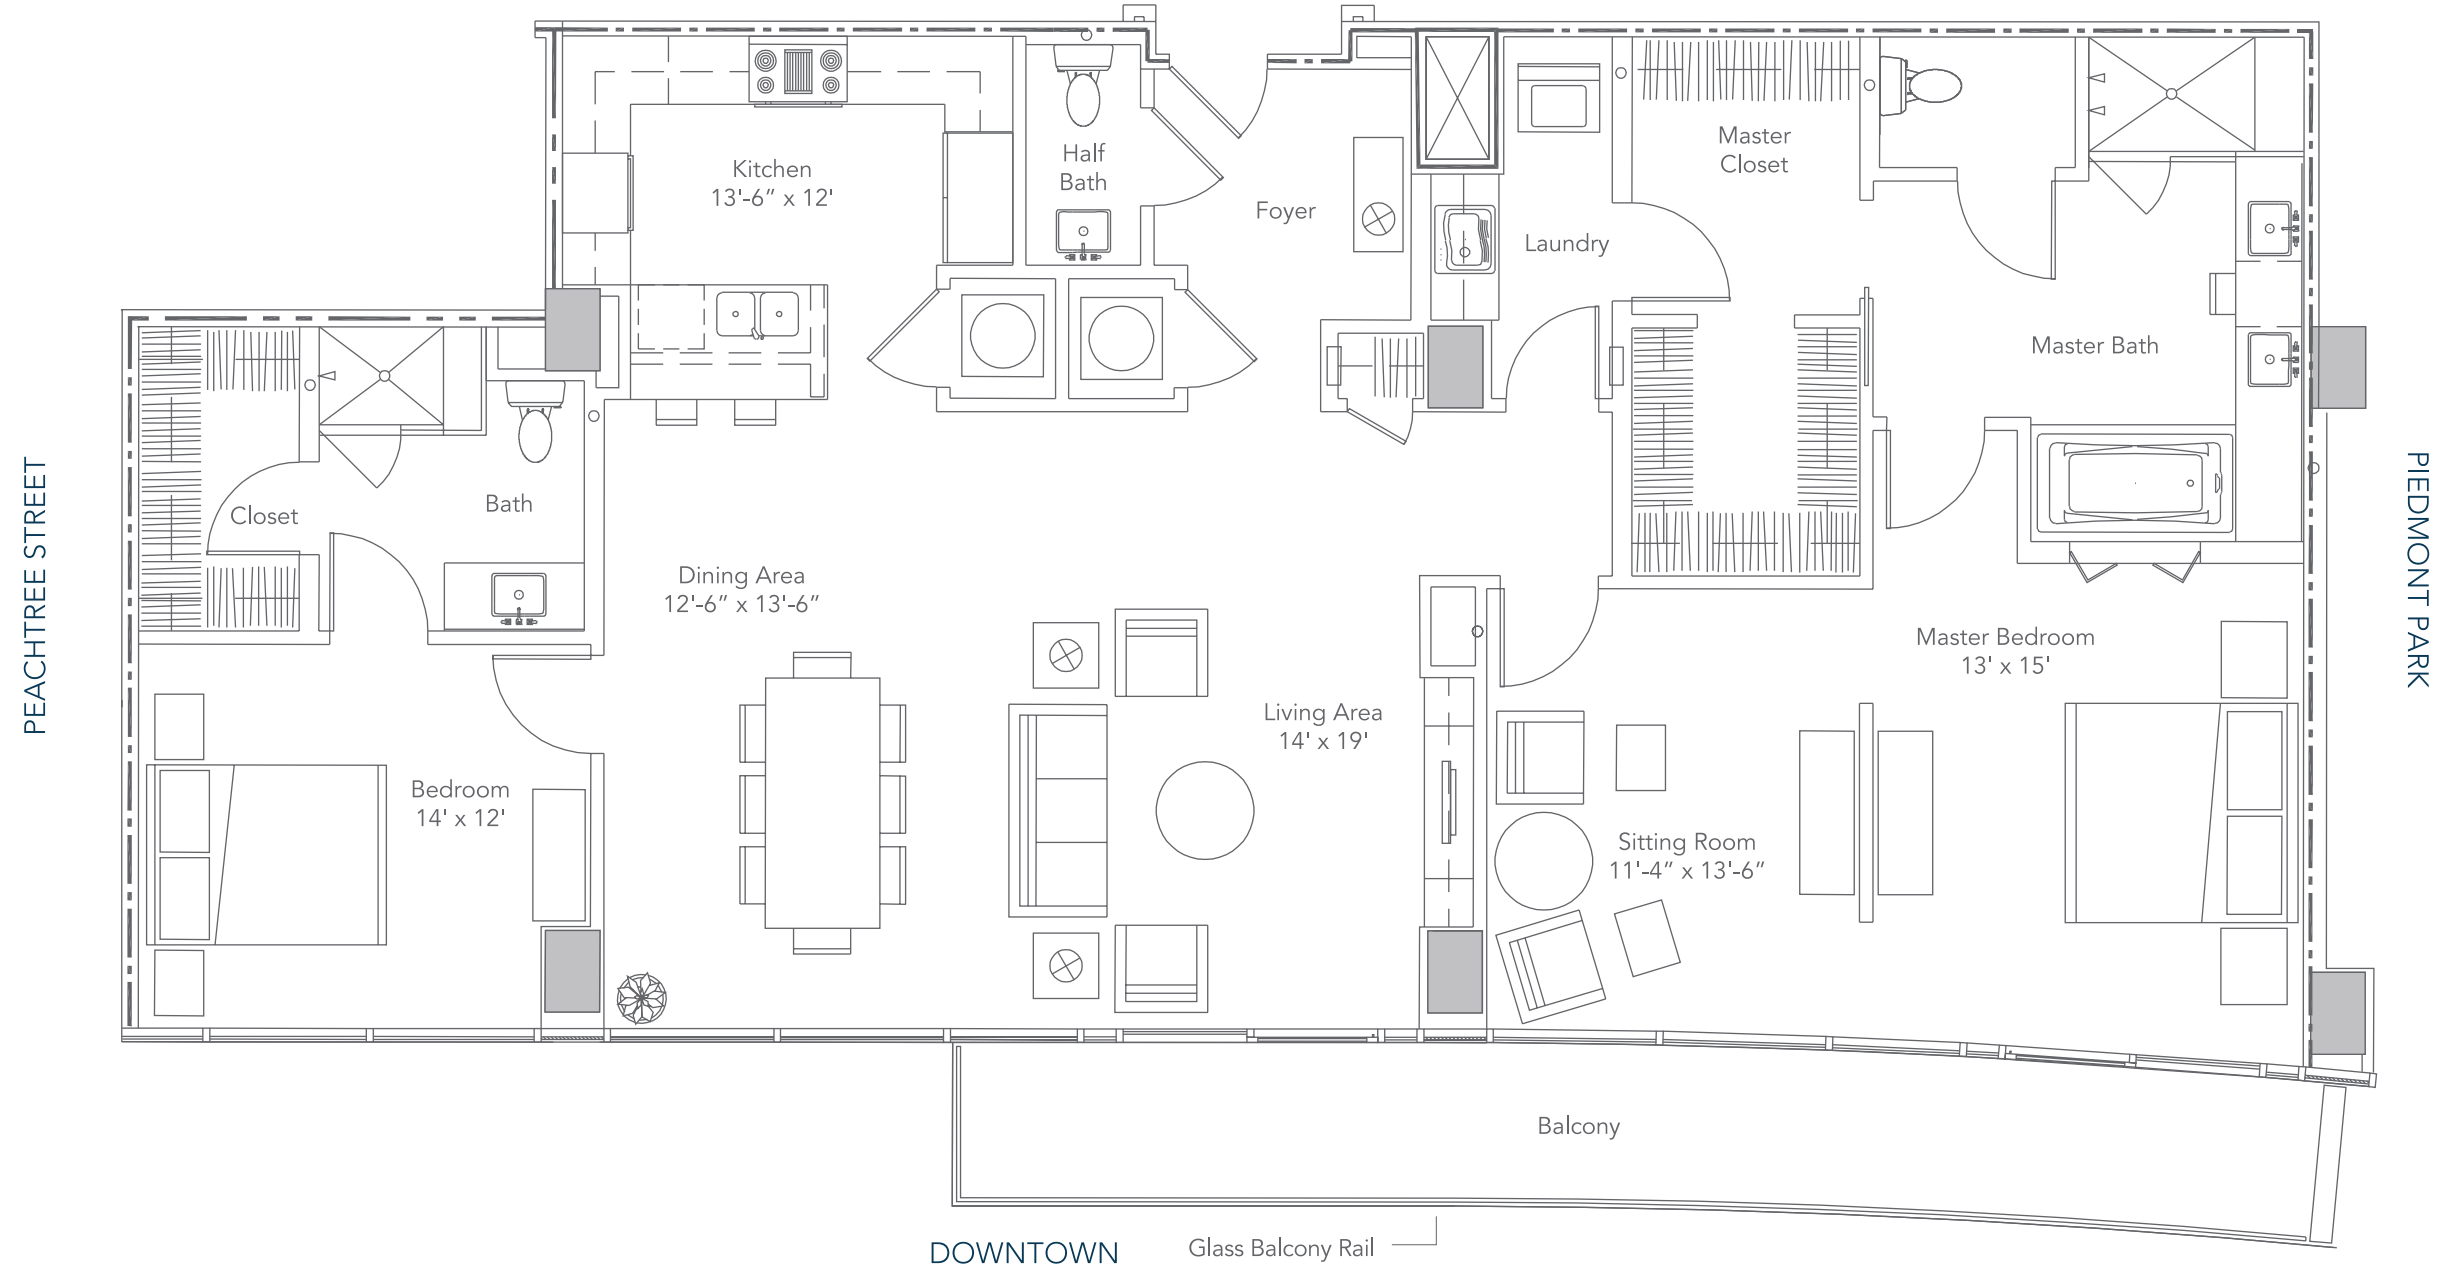 Kitchen
13'-6” x 12'
Half
Bath
Foyer
Laundry
Master
Closet
Master Bath
Closet
Bath
Dining Area
12'-6” x 13'-6”
Living Area
14' x 19'
Master Bedroom
13' x 15'
Bedroom
14' x 12'
Sitting Room
11'-4” x 13'-6”
Balcony
Glass Balcony Rail
DOWNTOWN
PEACHTREE STREET
PIEDMONT PARK